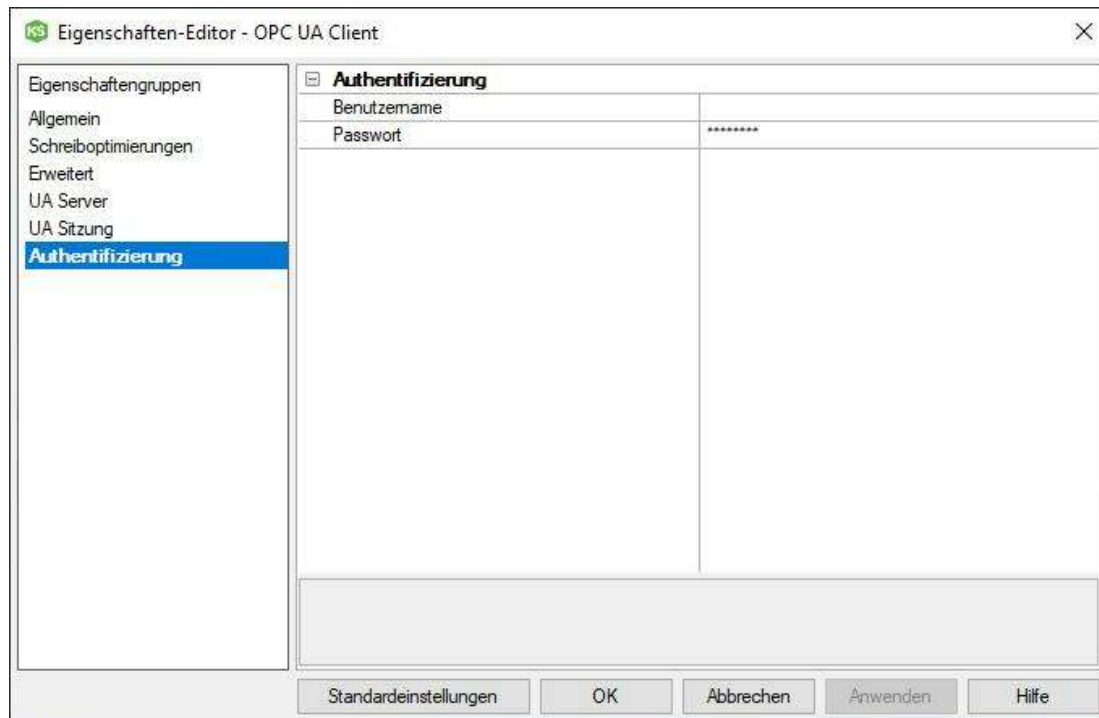 KS
Eigenschaften-Editor - OPC UA Client
Eigenschaftengruppen
Allgemein
Schreiboptimierungen
Erweitert
UA Server
UA Sitzung
Authentifizierung
Authentifizierung
Benutzername
Passwort ********
Standardeinstellungen OK Abbrechen Anwenden Hilfe